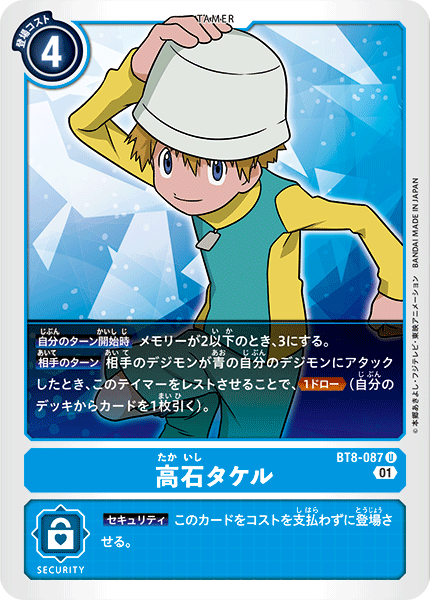 TAMER
登場コスト
4
自分のターン開始時 メモリーが2以下のとき、3にする。
相手のターン 相手のデジモンが青の自分のデジモンにアタック
したとき、このテイマーをレストさせることで、1ドロー（自分の
デッキからカードを1枚引く）。
BT8-087 U
たか いし
高石タケル
01
セキュリティ このカードをコストを支払わずに登場さ
せる。
SECURITY
©本郷あきよし・フジテレビ・東映アニメーション BANDAI MADE IN JAPAN